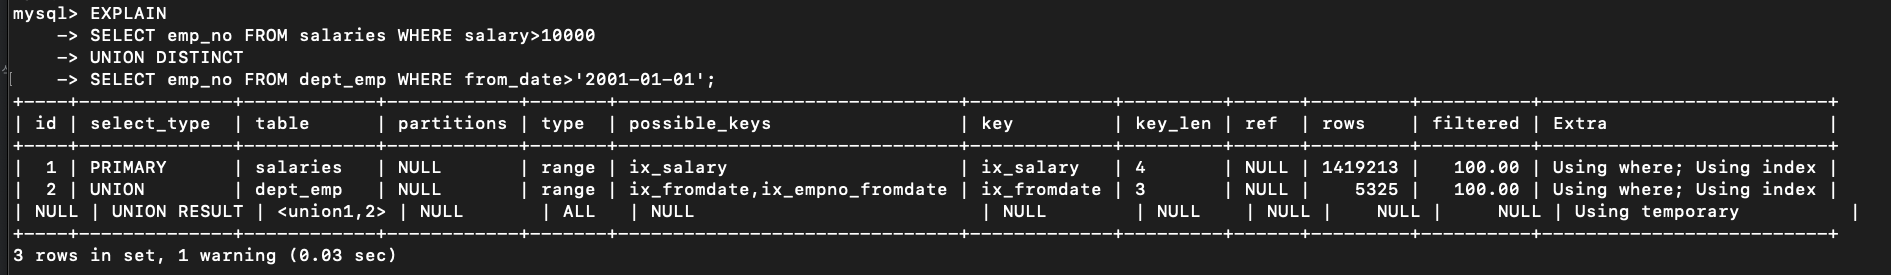 mysql> EXPLAIN
    -> SELECT emp_no FROM salaries WHERE salary>10000
    -> UNION DISTINCT
    -> SELECT emp_no FROM dept_emp WHERE from_date>'2001-01-01';
+----+--------------+------------+------------+-------+-------------------------------+-------------+---------+------+---------+----------+--------------------------+
| id | select_type  | table      | partitions | type  | possible_keys                 | key         | key_len | ref  | rows    | filtered | Extra                    |
+----+--------------+------------+------------+-------+-------------------------------+-------------+---------+------+---------+----------+--------------------------+
|  1 | PRIMARY      | salaries   | NULL       | range | ix_salary                     | ix_salary   | 4       | NULL | 1419213 |   100.00 | Using where; Using index |
|  2 | UNION        | dept_emp   | NULL       | range | ix_fromdate,ix_empno_fromdate | ix_fromdate | 3       | NULL |    5325 |   100.00 | Using where; Using index |
| NULL | UNION RESULT | <union1,2> | NULL       | ALL   | NULL                          | NULL        | NULL    | NULL |    NULL |     NULL | Using temporary          |
+----+--------------+------------+------------+-------+-------------------------------+-------------+---------+------+---------+----------+--------------------------+
3 rows in set, 1 warning (0.03 sec)